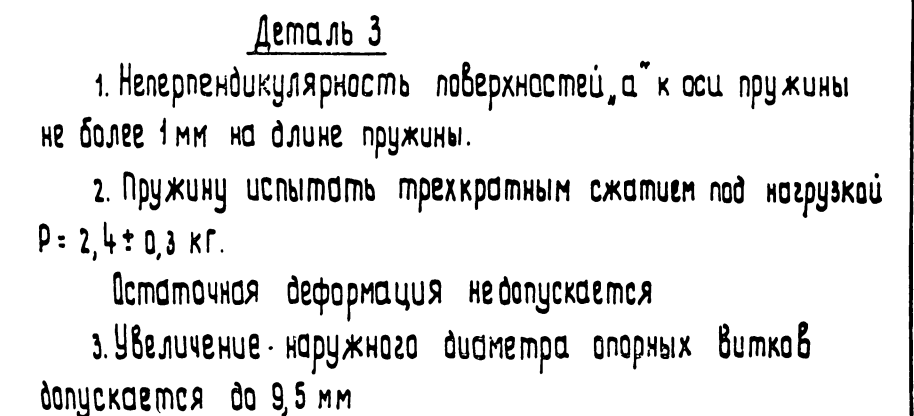 Деталь 3
1. Неперпендикулярность поверхностей „а“ к оси пружины
не более 1 мм на длине пружины.
2. Пружину испытать трехкратным сжатием под нагрузкой
Р = 2,4 ± 0,3 кг.
Остаточная деформация не допускается
3. Увеличение наружного диаметра опорных витков
допускается до 9,5 мм